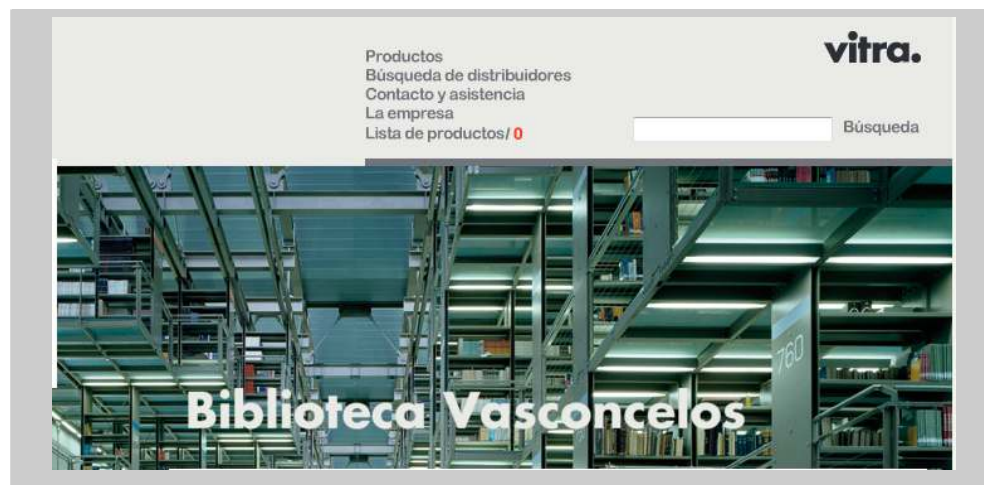 vitra.
Productos
Búsqueda de distribuidores
Contacto y asistencia
La empresa
Lista de productos/ 0
Búsqueda
760
Biblioteca Vasconcelos